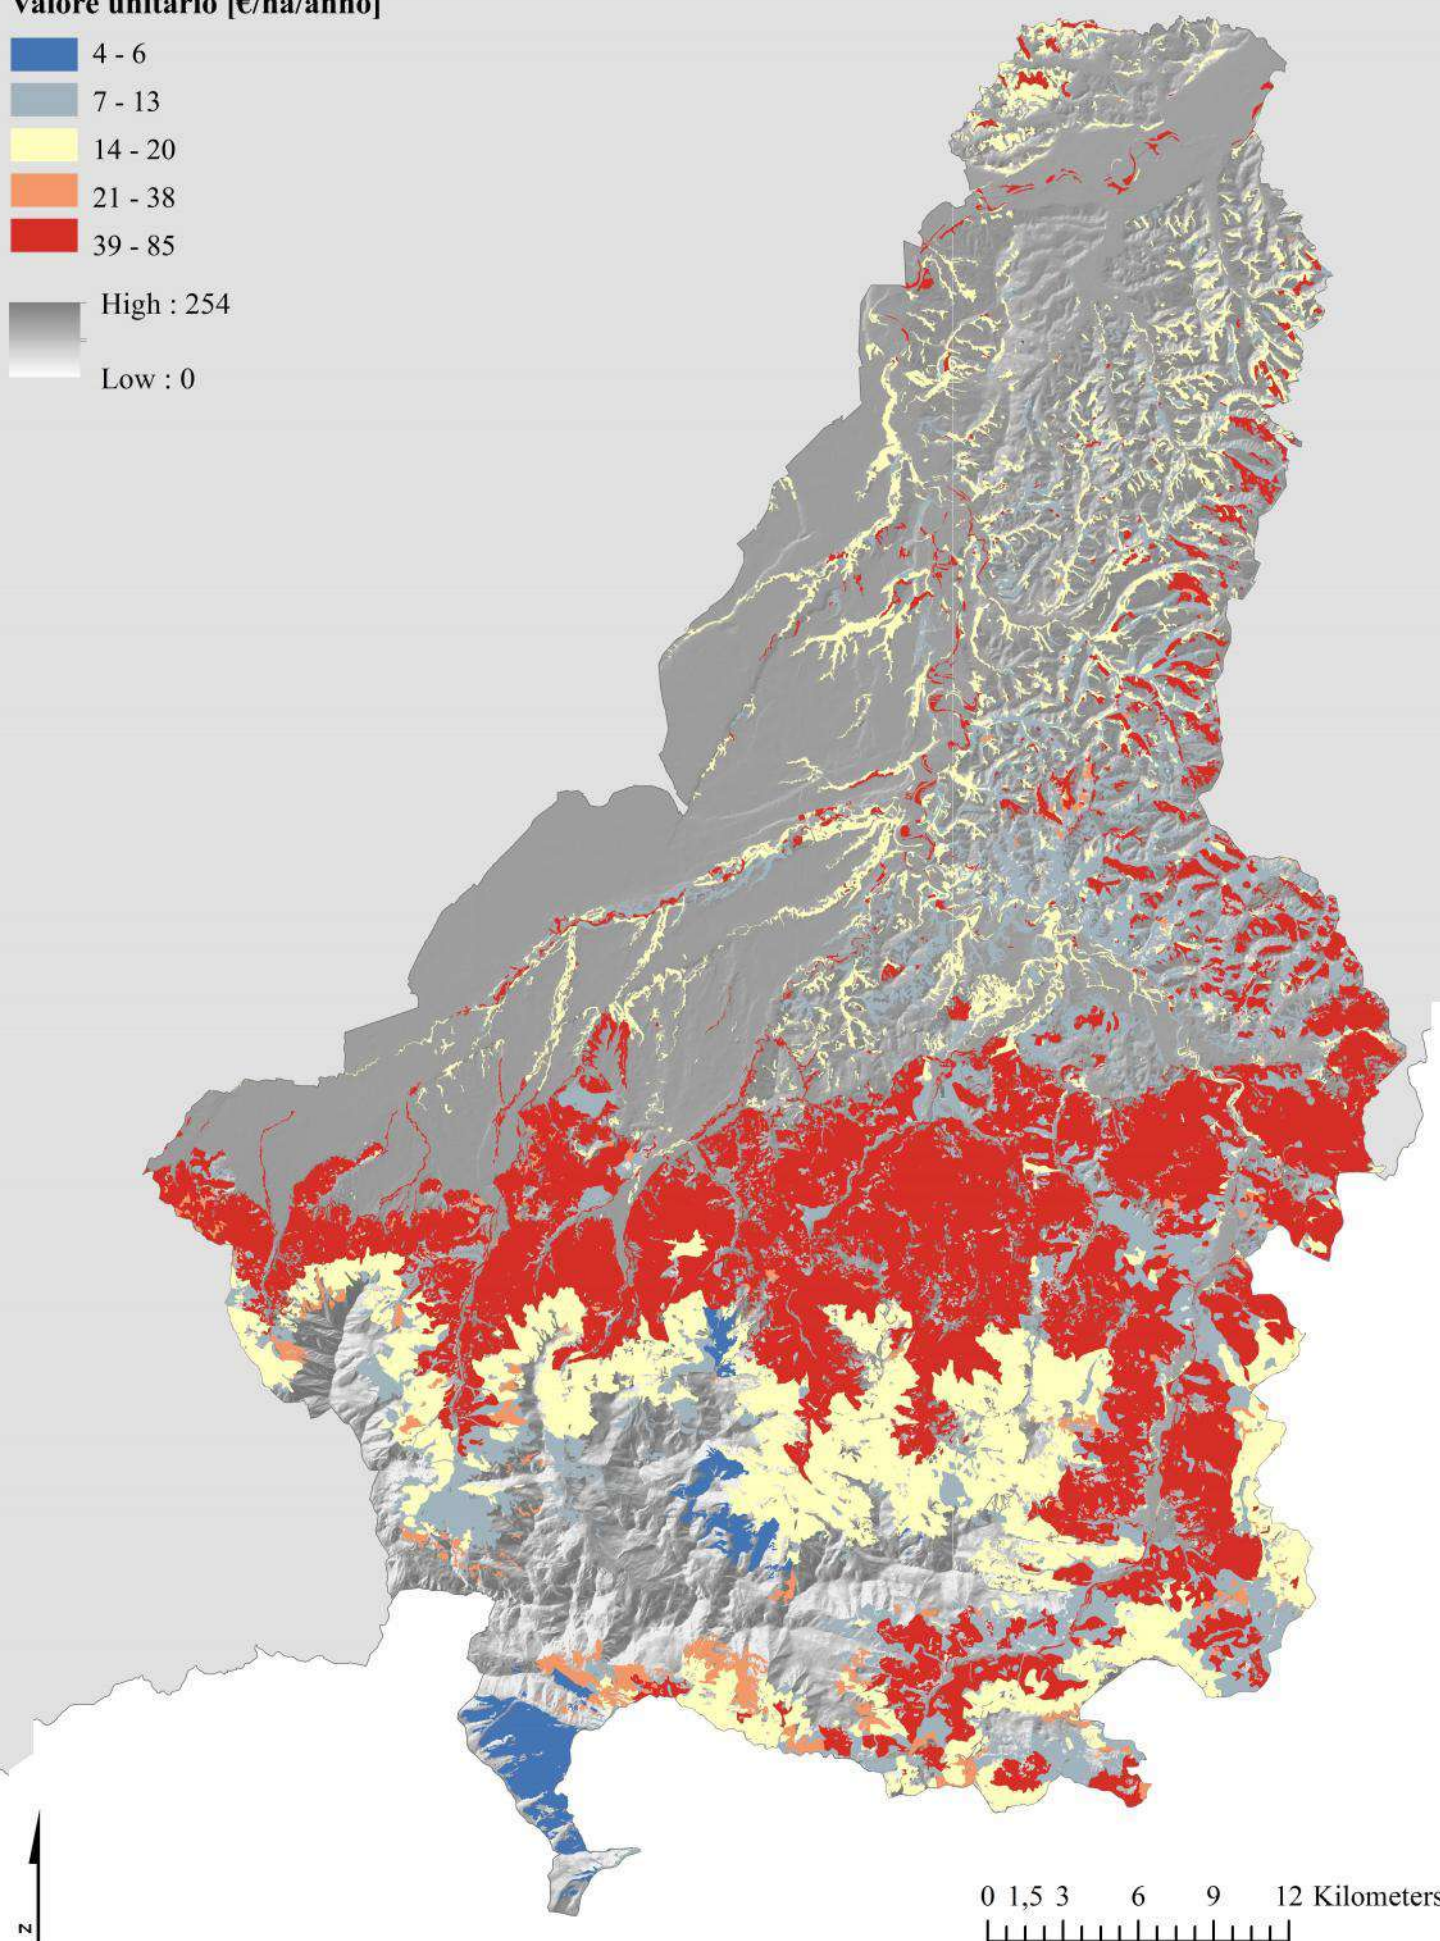 Valore unitario [€/ha/anno]
4 - 6
7 - 13
14 - 20
21 - 38
39 - 85
High : 254
Low : 0
N
0 1,5 3 6 9 12 Kilometers